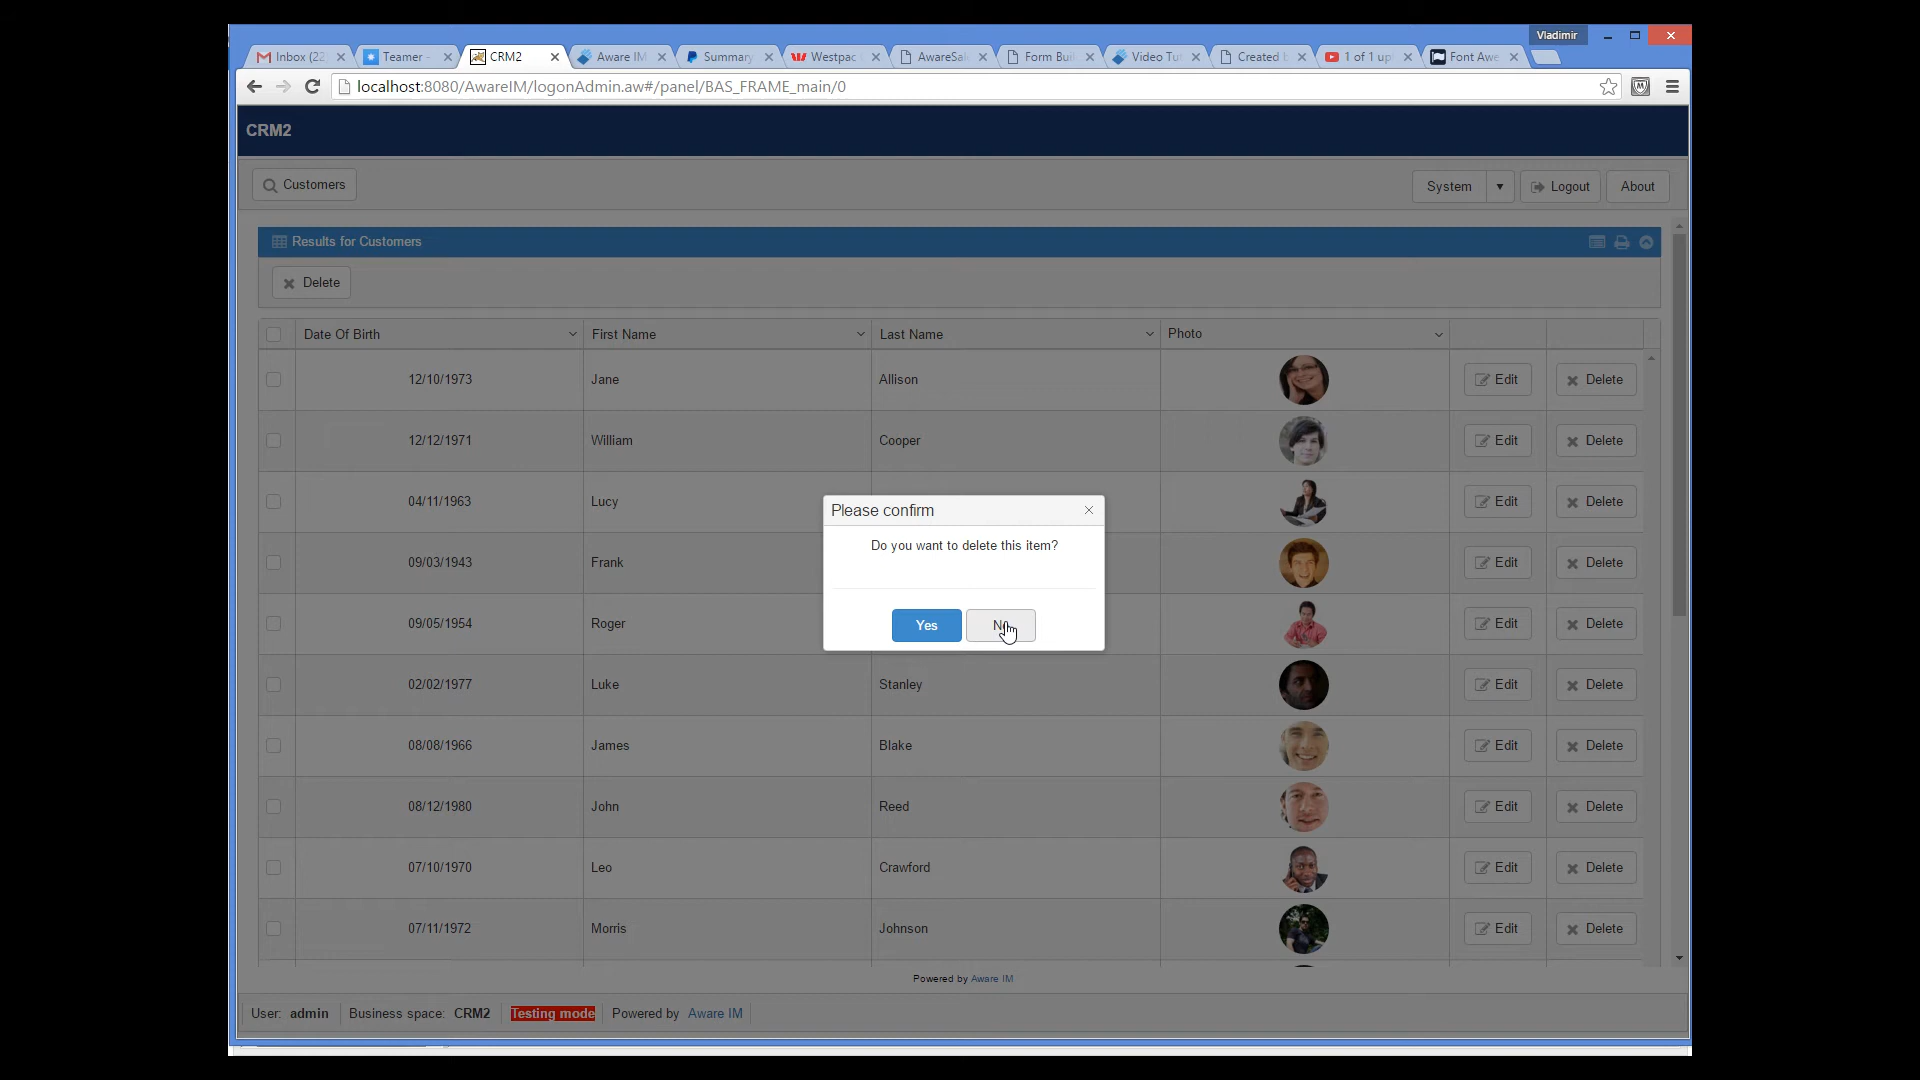 Vladimir
Inbox (22
Teamer -
CRM2
Aware IM
Summary
Westpac
AwareSal
Form Buil
Video Tu
Created b
1 of 1 up
Font Awe
localhost:8080/AwareIM/logonAdmin.aw#/panel/BAS_FRAME_main/0
CRM2
Customers
System
Logout
About
Results for Customers
Delete
Date Of Birth First Name Last Name Photo
12/10/1973 Jane Allison Edit Delete
12/12/1971 William Cooper Edit Delete
04/11/1963 Lucy Edit Delete
09/03/1943 Frank Edit Delete
09/05/1954 Roger Edit Delete
02/02/1977 Luke Stanley Edit Delete
08/08/1966 James Blake Edit Delete
08/12/1980 John Reed Edit Delete
07/10/1970 Leo Crawford Edit Delete
07/11/1972 Morris Johnson Edit Delete
Please confirm
Do you want to delete this item?
Yes
No
Powered by Aware IM
User: admin Business space: CRM2 Testing mode Powered by Aware IM